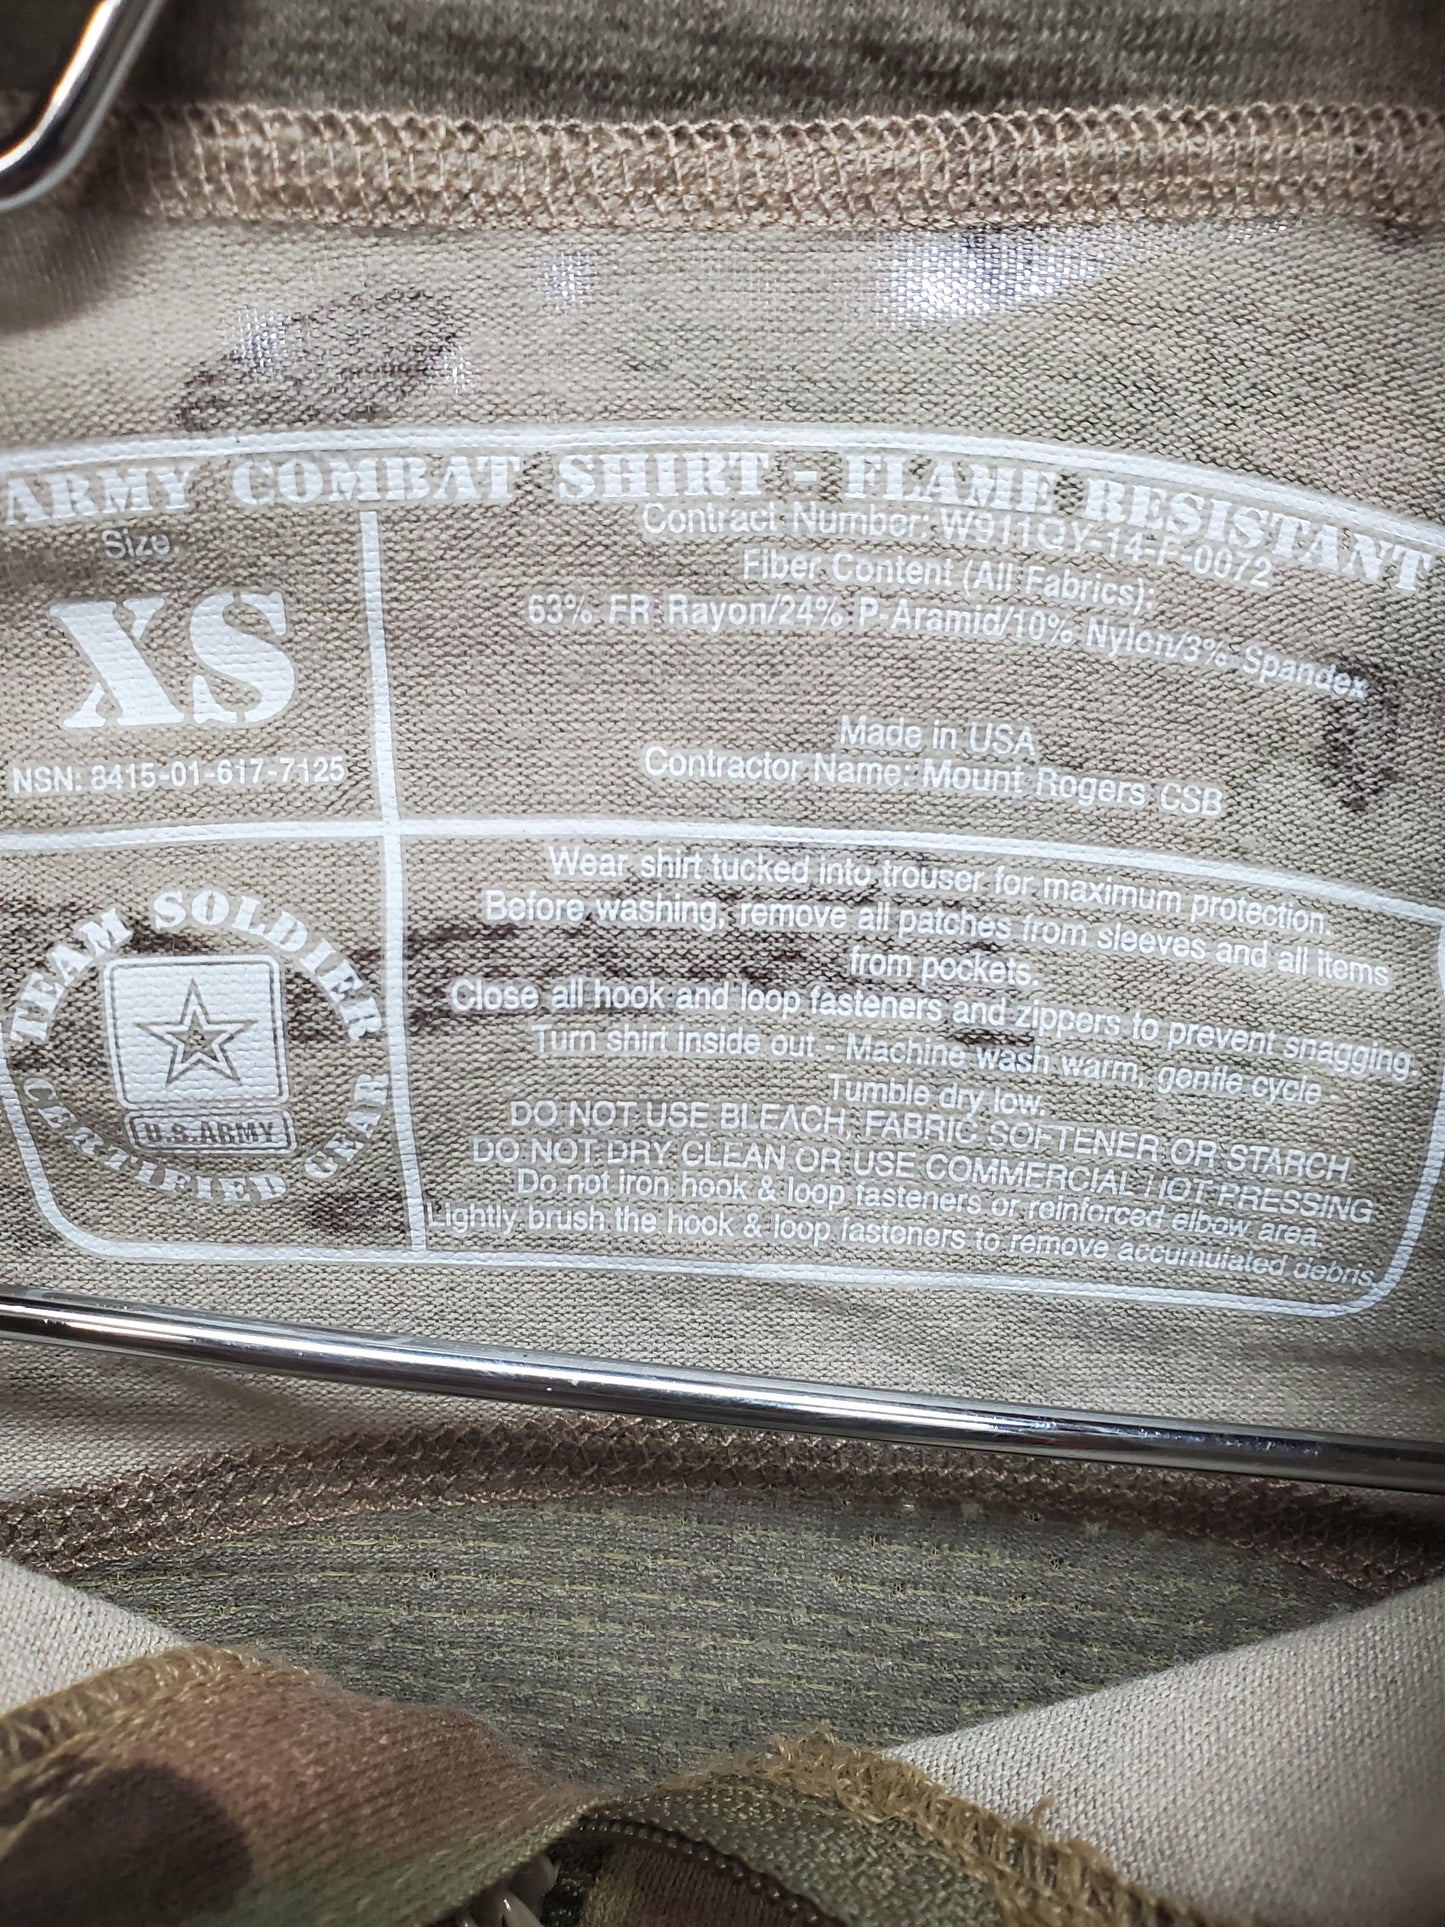 ARMY COMBAT SHIRT - FLAME RESISTANT
Size
XS
NSN: 8415-01-617-7125
Contract Number: W911QY-14-F-0072
Fiber Content (All Fabrics):
63% FR Rayon/24% P-Aramid/10% Nylon/3% Spandex
Made in USA
Contractor Name: Mount Rogers CSB
TEAM SOLDIER
U.S.ARMY
CERTIFIED GEAR
Wear shirt tucked into trouser for maximum protection.
Before washing, remove all patches from sleeves and all items
from pockets.
Close all hook and loop fasteners and zippers to prevent snagging.
Turn shirt inside out - Machine wash warm, gentle cycle -
Tumble dry low.
DO NOT USE BLEACH, FABRIC SOFTENER OR STARCH
DO NOT DRY CLEAN OR USE COMMERCIAL HOT PRESSING
Do not iron hook & loop fasteners or reinforced elbow area
Lightly brush the hook & loop fasteners to remove accumulated debris